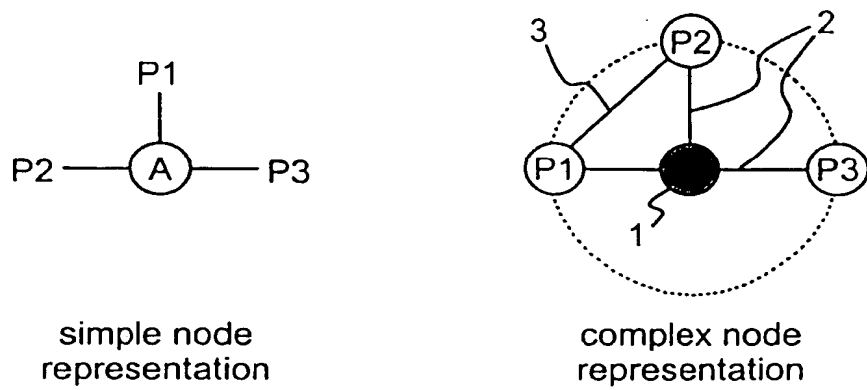 P1
P2
A
P3
simple node
representation
3
P2
2
P1
P3
1
complex node
representation